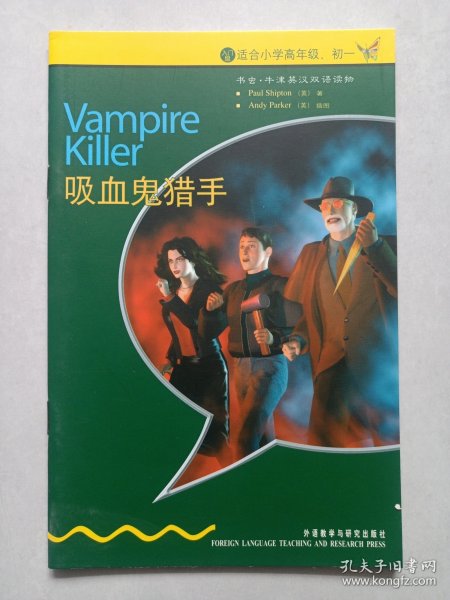 入门级 适合小学高年级、初一
书虫·牛津英汉双语读物
Paul Shipton （英） 著
Andy Parker （英） 插图
Vampire
Killer
吸血鬼猎手
外语教学与研究出版社
FOREIGN LANGUAGE TEACHING AND RESEARCH PRESS
孔夫子旧书网
www.kongfz.com